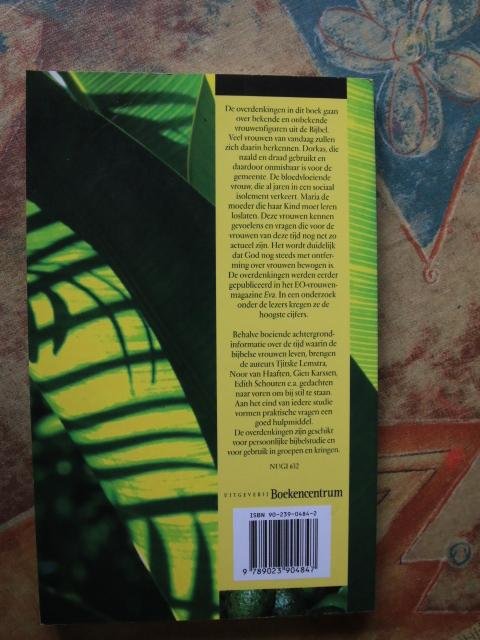 De overdenkingen in dit boek gaan
over bekende en onbekende
vrouwenfiguren uit de Bijbel.
Veel vrouwen van vandaag zullen
zich daarin herkennen. Dorkas, die
naald en draad gebruikt en
daardoor onmisbaar is voor de
gemeente. De bloedvloeiende
vrouw, die al jaren in een sociaal
isolement verkeert. Maria de
moeder die haar Kind moet leren
loslaten. Deze vrouwen kennen
gevoelens en vragen die voor de
vrouwen van deze tijd nog net zo
actueel zijn. Het wordt duidelijk
dat God nog steeds met ontfer-
ming over vrouwen bewogen is.
De overdenkingen werden eerder
gepubliceerd in het EO-vrouwen-
magazine Eva. In een onderzoek
onder de lezers kregen ze de
hoogste cijfers.
Behalve boeiende achtergrond-
informatie over de tijd waarin de
bijbelse vrouwen leven, brengen
de auteurs Tjitske Lemstra,
Noor van Haaften, Gien Karssen,
Edith Schouten e.a. gedachten
naar voren om bij stil te staan.
Aan het eind van iedere studie
vormen praktische vragen een
goed hulpmiddel.
De overdenkingen zijn geschikt
voor persoonlijke bijbelstudie en
voor gebruik in groepen en kringen.
NUGI 632
UITGEVERIJ Boekencentrum
ISBN 90-239-0484-2
9 789023 904847